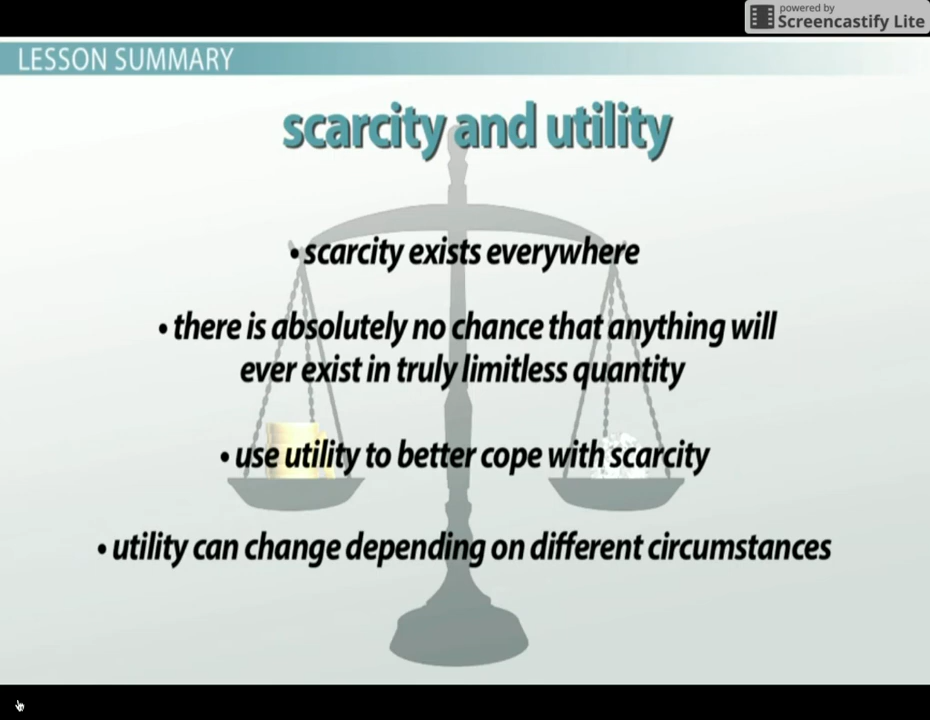 powered by
Screencastify Lite
LESSON SUMMARY
scarcity and utility
• scarcity exists everywhere
• there is absolutely no chance that anything will
ever exist in truly limitless quantity
• use utility to better cope with scarcity
• utility can change depending on different circumstances